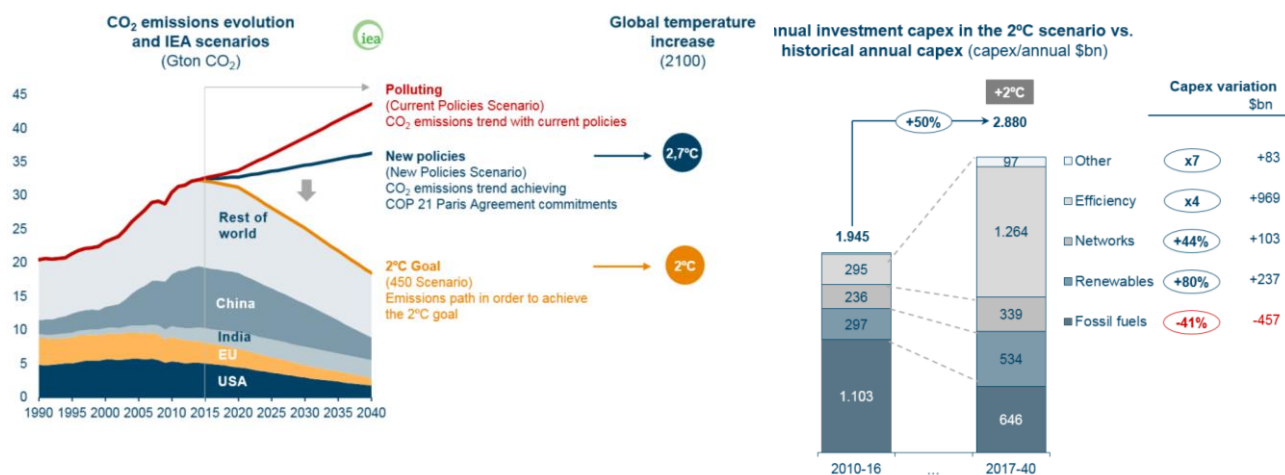 CO₂ emissions evolution
and IEA scenarios
(Gton CO₂)
iea
Global temperature
increase
(2100)
45
40
35
30
25
20
15
10
5
0
1990 1995 2000 2005 2010 2015 2020 2025 2030 2035 2040
Rest of
world
China
India
EU
USA
Polluting
(Current Policies Scenario)
CO₂ emissions trend with current policies
New policies
(New Policies Scenario)
CO₂ emissions trend achieving
COP 21 Paris Agreement commitments
2,7ºC
2ºC Goal
(450 Scenario)
Emissions path in order to achieve
the 2ºC goal
2ºC
nnual investment capex in the 2ºC scenario vs.
historical annual capex (capex/annual $bn)
+2ºC
+50%
2.880
1.945
295
236
297
1.103
97
1.264
339
534
646
2010-16 ... 2017-40
Capex variation
$bn
Other x7 +83
Efficiency x4 +969
Networks +44% +103
Renewables +80% +237
Fossil fuels -41% -457